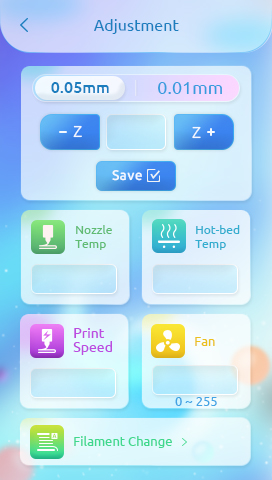 Adjustment
0.05mm 0.01mm
- Z Z +
Save
Nozzle
Temp
Hot-bed
Temp
Print
Speed
Fan
0 ~ 255
Filament Change >